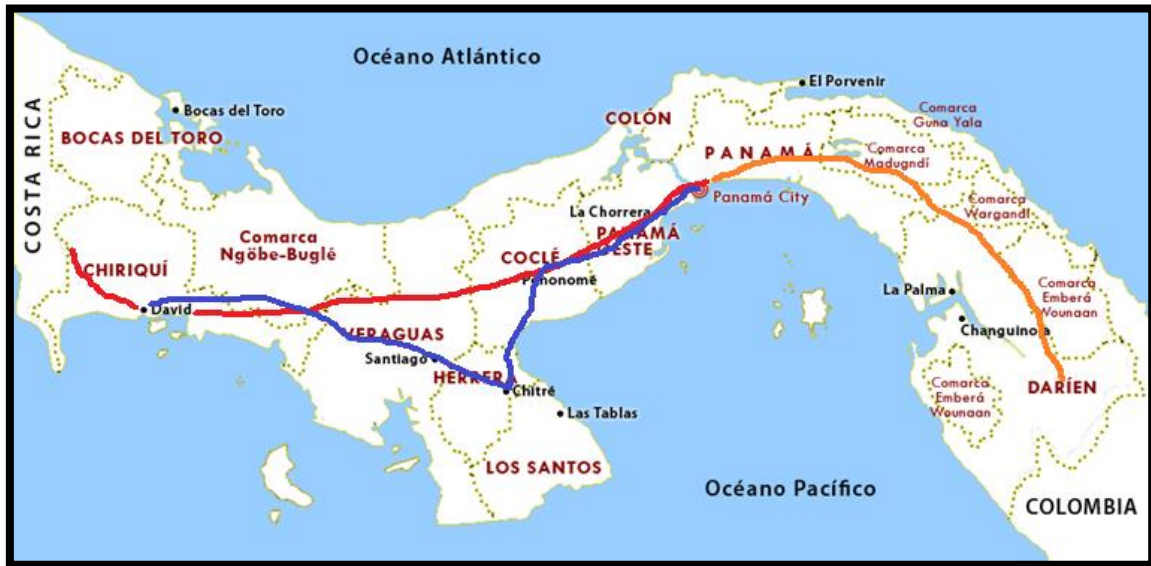 Océano Atlántico
COSTA RICA
Bocas del Toro
BOCAS DEL TORO
El Porvenir
COLÓN
Comarca
Guna Yala
PANAMÁ
Comarca
Madugndí
Panamá City
La Chorrera
PANAMÁ
OESTE
Comarca
Wargandí
Comarca
Ngöbe-Buglé
CHIRIQUÍ
COCLÉ
Penonomé
David
La Palma
Comarca
Emberá
Wounaan
Changuinola
VERAGUAS
Santiago
HERRERA
Chitré
Las Tablas
Comarca
Emberá
Wounaan
DARÍEN
LOS SANTOS
Océano Pacífico
COLOMBIA